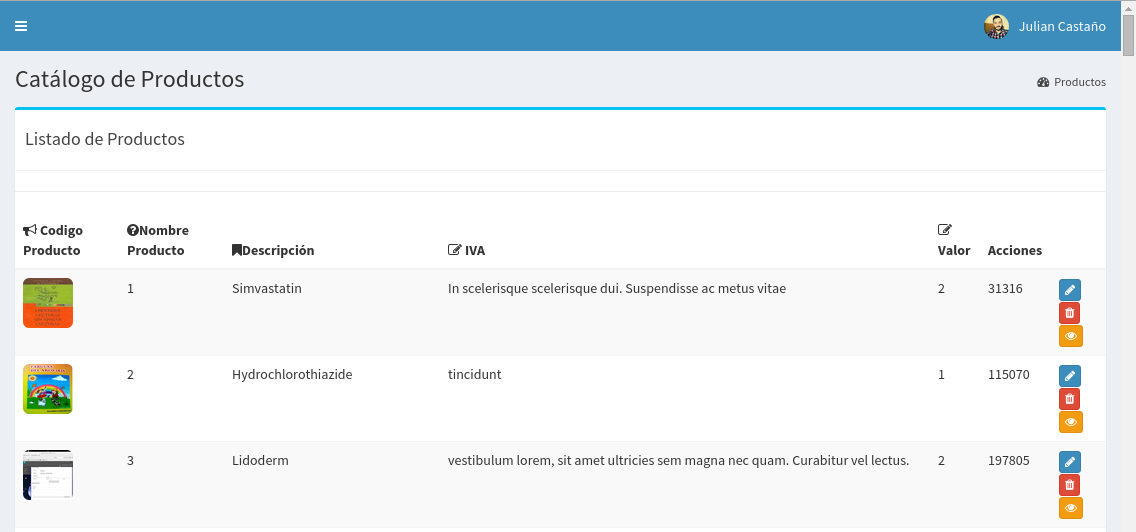 Julian Castaño
Catálogo de Productos
Productos
Listado de Productos
Codigo Producto
Nombre Producto
Descripción
IVA
Valor
Acciones
1 Simvastatin In scelerisque scelerisque dui. Suspendisse ac metus vitae 2 31316
2 Hydrochlorothiazide tincidunt 1 115070
3 Lidoderm vestibulum lorem, sit amet ultricies sem magna nec quam. Curabitur vel lectus. 2 197805